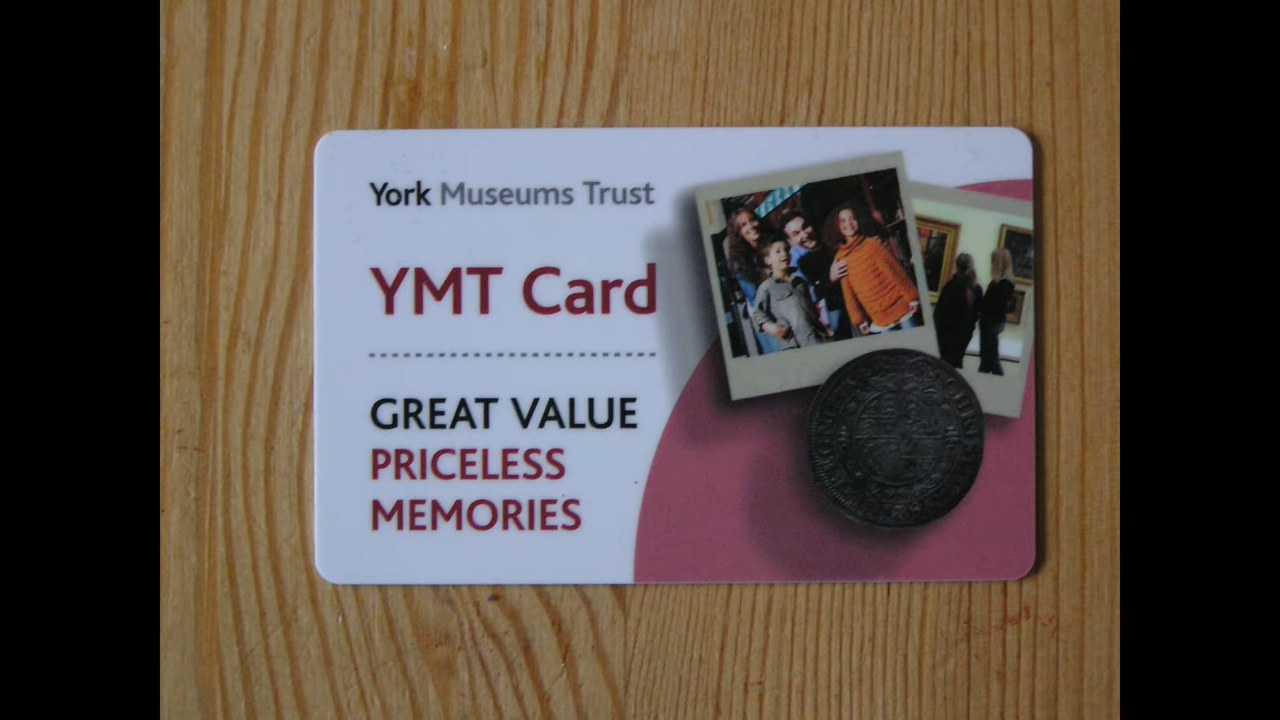 York Museums Trust
YMT Card
GREAT VALUE
PRICELESS
MEMORIES